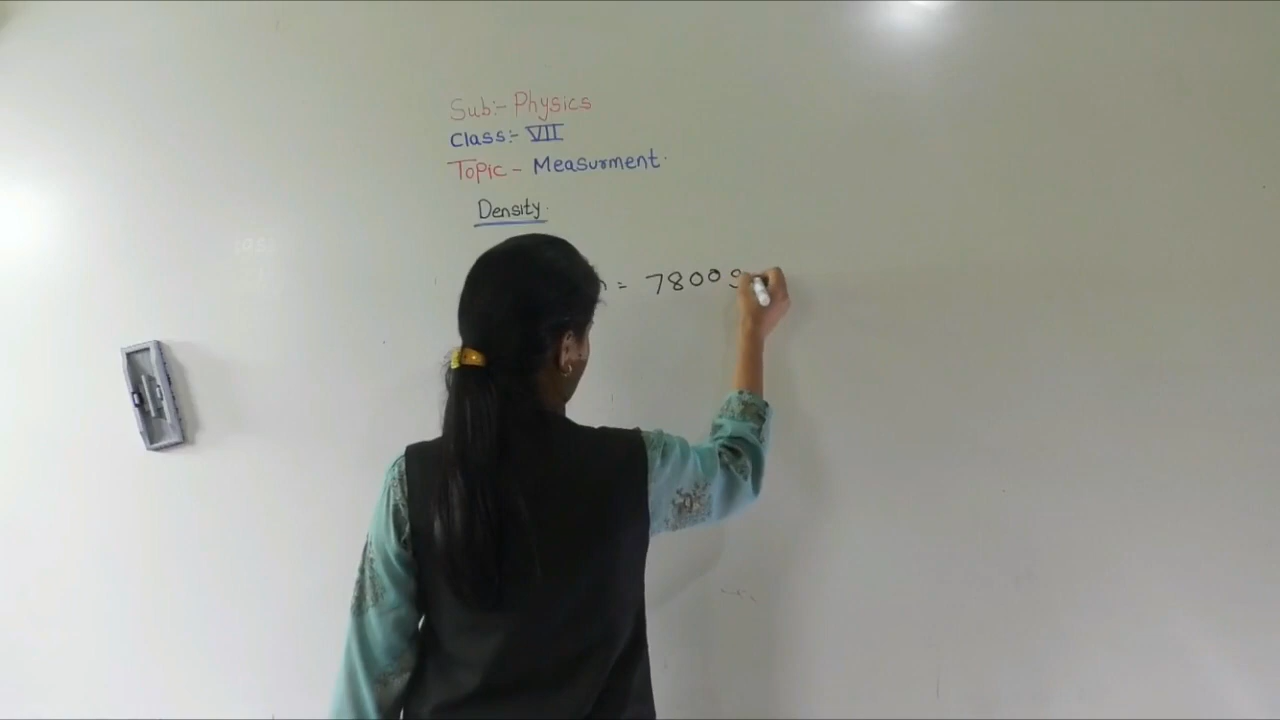 Sub:- Physics
Class:- VII
Topic - Measurment.
Density.
= 7800